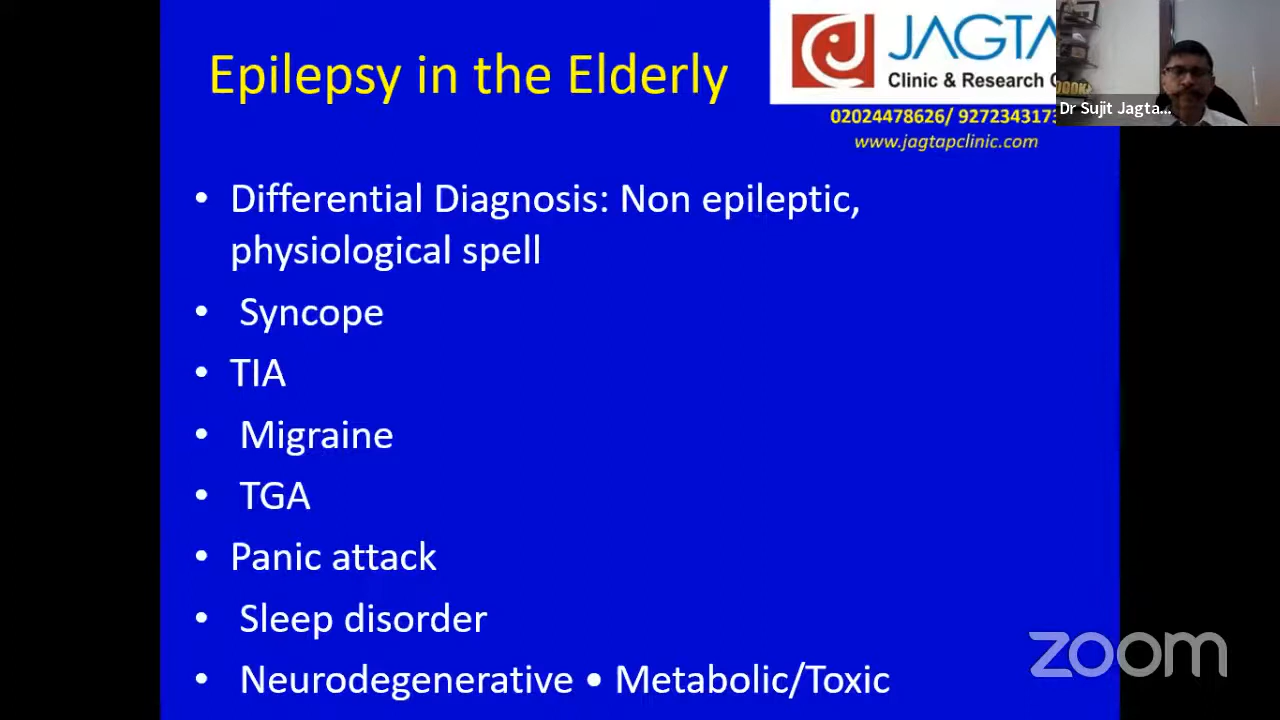 Epilepsy in the Elderly
JAGTA
Clinic & Research
02024478626/ 927234317
www.jagtapclinic.com
Dr Sujit Jagta...
• Differential Diagnosis: Non epileptic,
physiological spell
• Syncope
• TIA
• Migraine
• TGA
• Panic attack
• Sleep disorder
• Neurodegenerative • Metabolic/Toxic
zoom